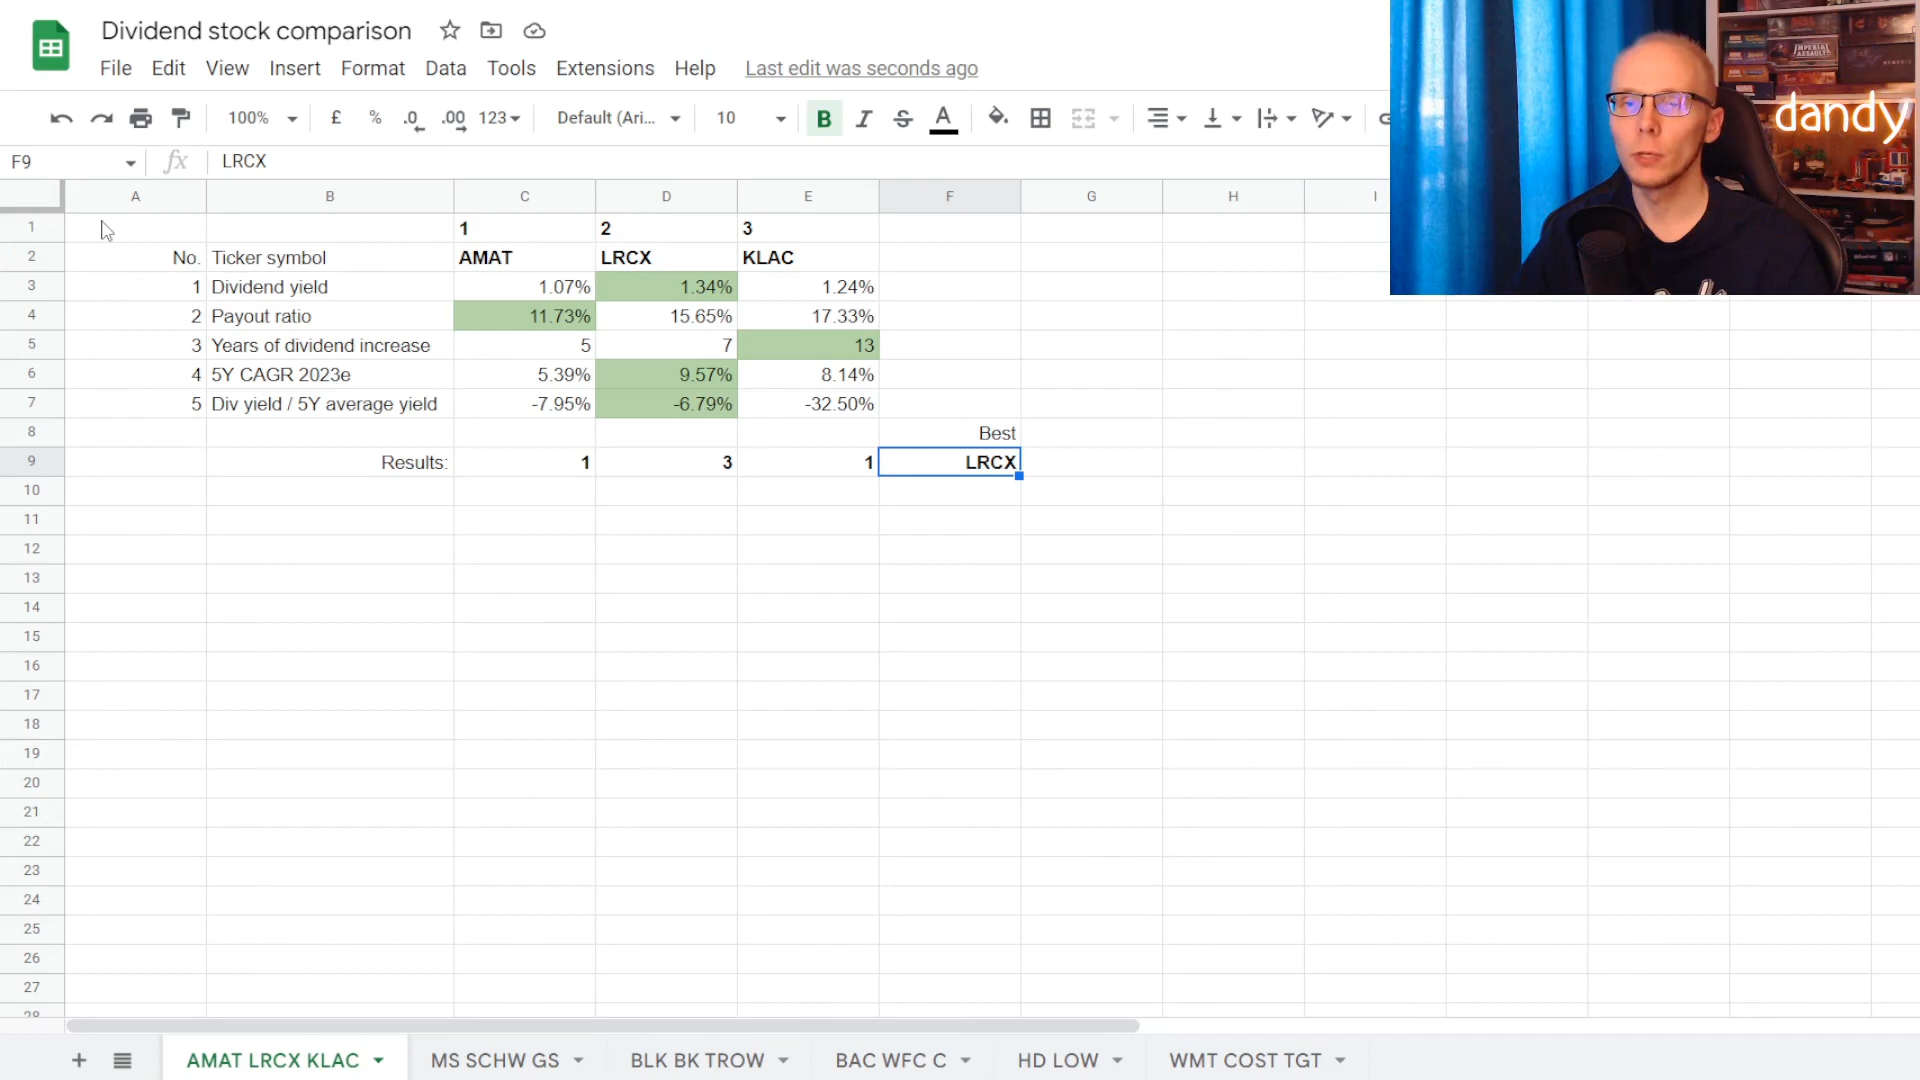 Dividend stock comparison
File Edit View Insert Format Data Tools Extensions Help Last edit was seconds ago
100% £ % .0 .00 123 Default (Ari... 10 B I S A
F9 fx LRCX
A B C D E F G H I
1 1 2 3
2 No. Ticker symbol AMAT LRCX KLAC
3 1 Dividend yield 1.07% 1.34% 1.24%
4 2 Payout ratio 11.73% 15.65% 17.33%
5 3 Years of dividend increase 5 7 13
6 4 5Y CAGR 2023e 5.39% 9.57% 8.14%
7 5 Div yield / 5Y average yield -7.95% -6.79% -32.50%
8 Best
9 Results: 1 3 1 LRCX
10
11
12
13
14
15
16
17
18
19
20
21
22
23
24
25
26
27
28
+ AMAT LRCX KLAC MS SCHW GS BLK BK TROW BAC WFC C HD LOW WMT COST TGT
IMPERIAL
ASSAULT
dandy